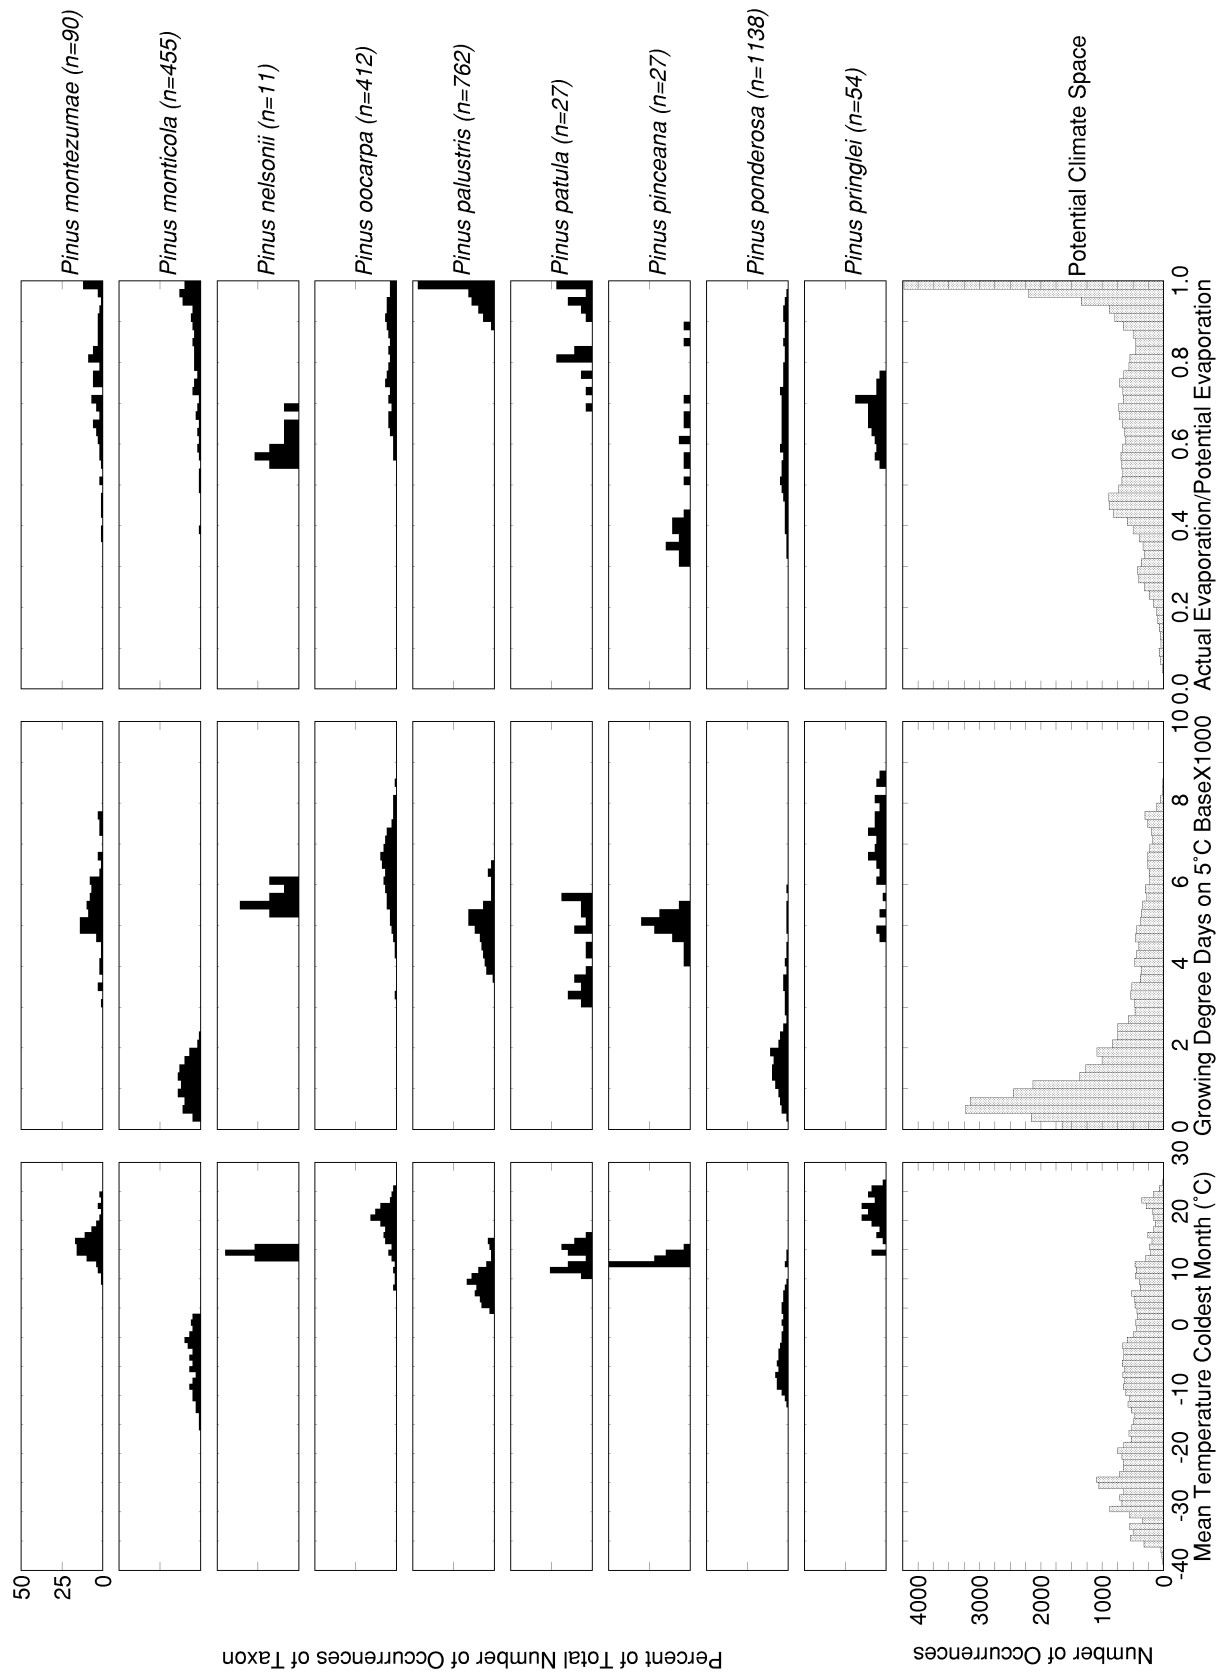 Percent of Total Number of Occurrences of Taxon
Number of Occurrences
50
25
0
Pinus montezumae (n=90)
Pinus monticola (n=455)
Pinus nelsonii (n=11)
Pinus oocarpa (n=412)
Pinus palustris (n=762)
Pinus patula (n=27)
Pinus pinceana (n=27)
Pinus ponderosa (n=1138)
Pinus pringlei (n=54)
Potential Climate Space
4000
3000
2000
1000
0
-40 -30 -20 -10 0 10 20 30
Mean Temperature Coldest Month (˚C)
0 2 4 6 8 10
Growing Degree Days on 5˚C BaseX1000
0.0 0.2 0.4 0.6 0.8 1.0
Actual Evaporation/Potential Evaporation